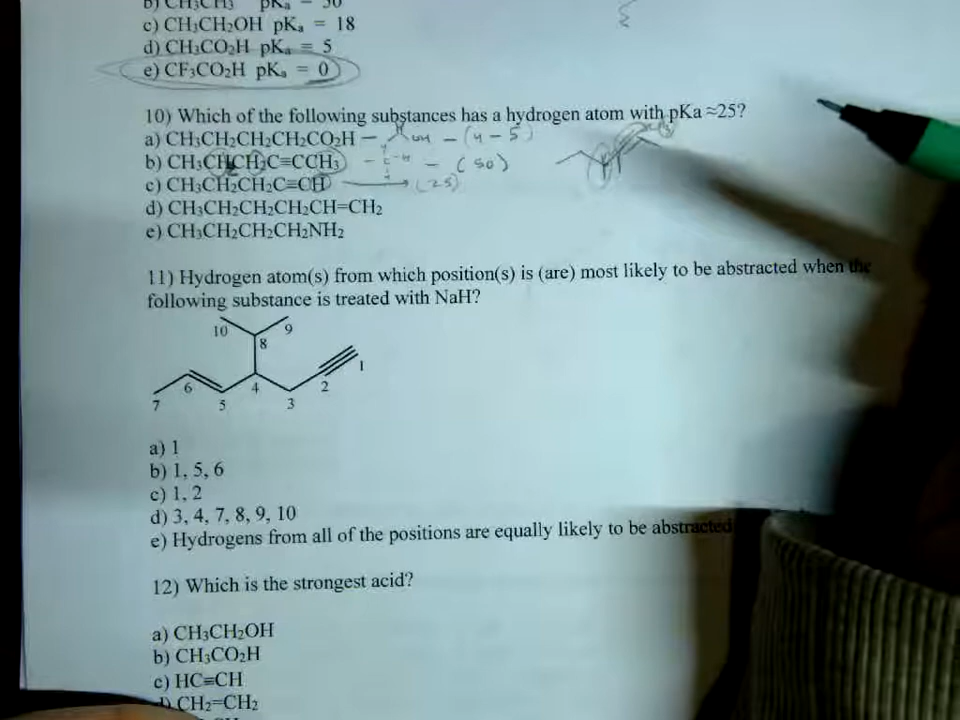 b) CH₃CH₃ pKₐ = 50
c) CH₃CH₂OH pKₐ = 18
d) CH₃CO₂H pKₐ = 5
e) CF₃CO₂H pKₐ = 0
10) Which of the following substances has a hydrogen atom with pKa ≈25?
a) CH₃CH₂CH₂CH₂CO₂H – OH – (4 – 5)
b) CH₃CH₂CH₂C≡CCH₃ – C–H – (50)
c) CH₃CH₂CH₂C≡CH → (25)
d) CH₃CH₂CH₂CH₂CH=CH₂
e) CH₃CH₂CH₂CH₂NH₂
11) Hydrogen atom(s) from which position(s) is (are) most likely to be abstracted when the
following substance is treated with NaH?
10 9
8
1
6 4 2
7 5 3
a) 1
b) 1, 5, 6
c) 1, 2
d) 3, 4, 7, 8, 9, 10
e) Hydrogens from all of the positions are equally likely to be abstracted
12) Which is the strongest acid?
a) CH₃CH₂OH
b) CH₃CO₂H
c) HC≡CH
d) CH₂=CH₂